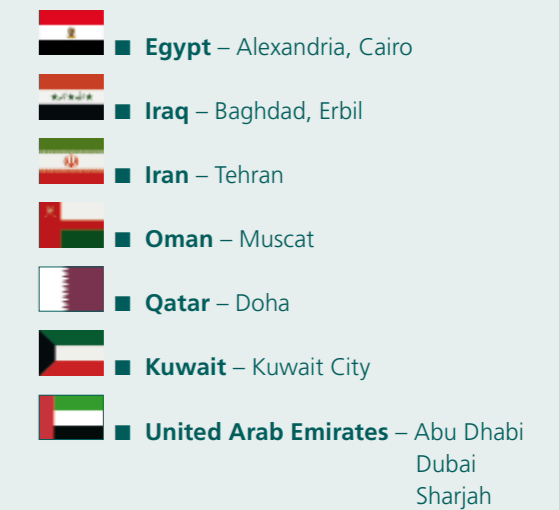 ■ Egypt – Alexandria, Cairo
■ Iraq – Baghdad, Erbil
■ Iran – Tehran
■ Oman – Muscat
■ Qatar – Doha
■ Kuwait – Kuwait City
■ United Arab Emirates – Abu Dhabi
Dubai
Sharjah